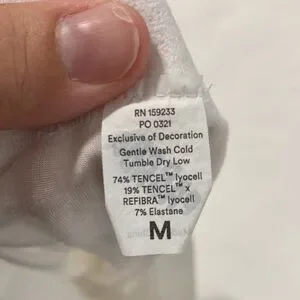 RN 159233
PO 0321
Exclusive of Decoration
Gentle Wash Cold
Tumble Dry Low
74% TENCEL™ lyocell
19% TENCEL™ x
REFIBRA™ lyocell
7% Elastane
M